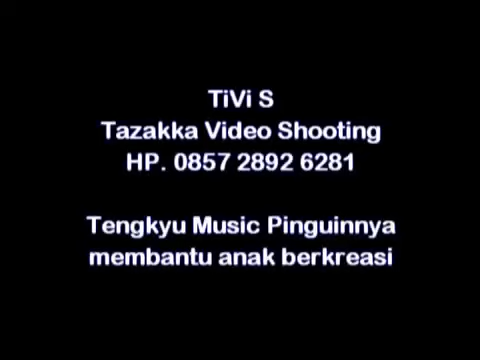 TiVi S
Tazakka Video Shooting
HP. 0857 2892 6281
Tengkyu Music Pinguinnya
membantu anak berkreasi